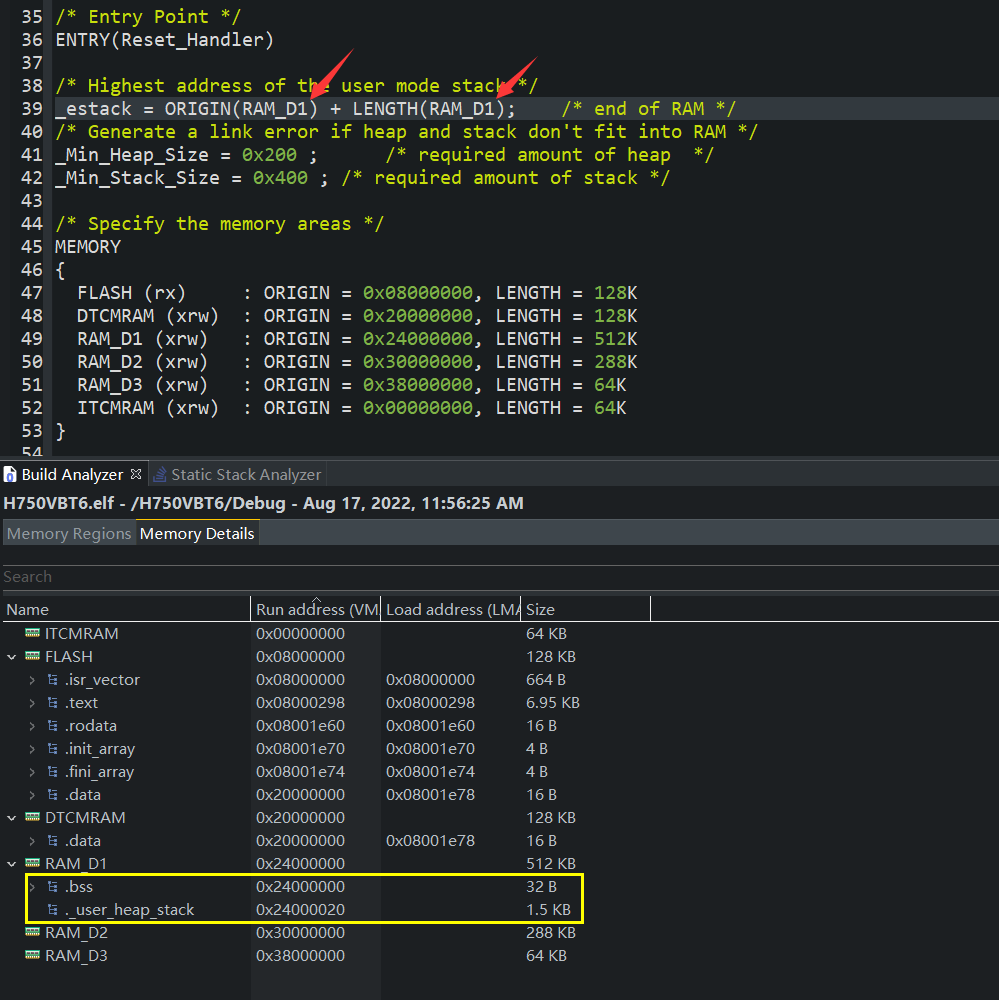 35 /* Entry Point */
36 ENTRY(Reset_Handler)
37
38 /* Highest address of the user mode stack */
39 _estack = ORIGIN(RAM_D1) + LENGTH(RAM_D1);    /* end of RAM */
40 /* Generate a link error if heap and stack don't fit into RAM */
41 _Min_Heap_Size = 0x200 ;      /* required amount of heap  */
42 _Min_Stack_Size = 0x400 ; /* required amount of stack */
43
44 /* Specify the memory areas */
45 MEMORY
46 {
47   FLASH (rx)     : ORIGIN = 0x08000000, LENGTH = 128K
48   DTCMRAM (xrw)  : ORIGIN = 0x20000000, LENGTH = 128K
49   RAM_D1 (xrw)   : ORIGIN = 0x24000000, LENGTH = 512K
50   RAM_D2 (xrw)   : ORIGIN = 0x30000000, LENGTH = 288K
51   RAM_D3 (xrw)   : ORIGIN = 0x38000000, LENGTH = 64K
52   ITCMRAM (xrw)  : ORIGIN = 0x00000000, LENGTH = 64K
53 }
54
Build Analyzer Static Stack Analyzer
H750VBT6.elf - /H750VBT6/Debug - Aug 17, 2022, 11:56:25 AM
Memory Regions Memory Details
Search
Name Run address (VM Load address (LMA Size
ITCMRAM 0x00000000 64 KB
FLASH 0x08000000 128 KB
.isr_vector 0x08000000 0x08000000 664 B
.text 0x08000298 0x08000298 6.95 KB
.rodata 0x08001e60 0x08001e60 16 B
.init_array 0x08001e70 0x08001e70 4 B
.fini_array 0x08001e74 0x08001e74 4 B
.data 0x20000000 0x08001e78 16 B
DTCMRAM 0x20000000 128 KB
.data 0x20000000 0x08001e78 16 B
RAM_D1 0x24000000 512 KB
.bss 0x24000000 32 B
._user_heap_stack 0x24000020 1.5 KB
RAM_D2 0x30000000 288 KB
RAM_D3 0x38000000 64 KB